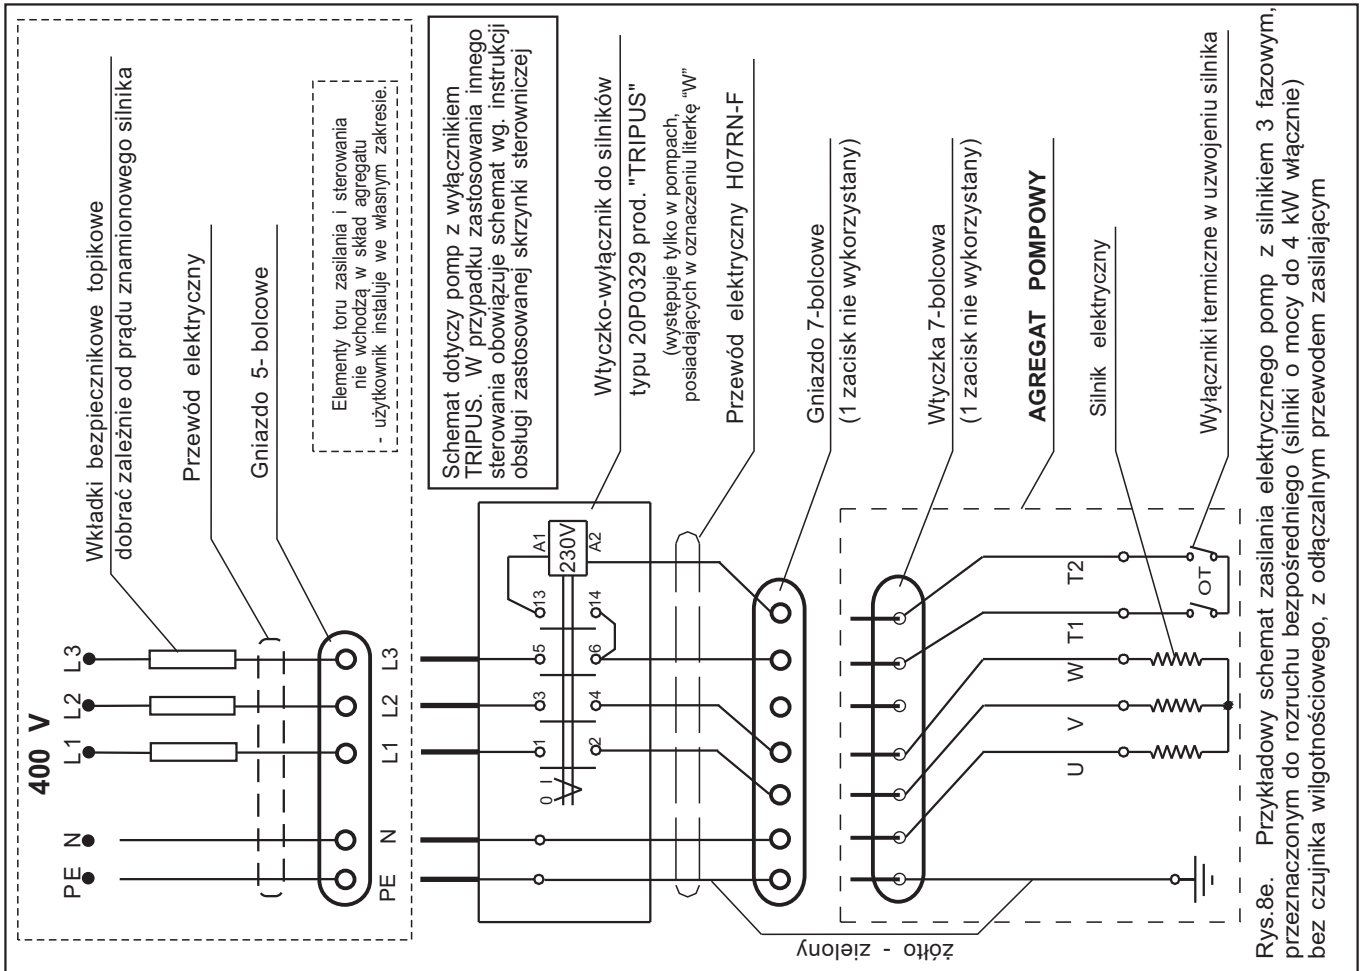 400 V
PE
N
L1
L2
L3
Wkładki bezpiecznikowe topikowe
dobrać zależnie od prądu znamionowego silnika
Przewód elektryczny
Gniazdo 5- bolcowe
Elementy toru zasilania i sterowania
nie wchodzą w skład agregatu
- użytkownik instaluje we własnym zakresie.
PE
N
L1
L2
L3
Schemat dotyczy pomp z wyłącznikiem
TRIPUS. W przypadku zastosowania innego
sterowania obowiązuje schemat wg. instrukcji
obsługi zastosowanej skrzynki sterowniczej
0 I
1
3
5
13
A1
230V
2
4
6
14
A2
Wtyczko-wyłącznik do silników
typu 20P0329 prod. "TRIPUS"
(występuje tylko w pompach,
posiadających w oznaczeniu literkę “W”
Przewód elektryczny H07RN-F
Gniazdo 7-bolcowe
(1 zacisk nie wykorzystany)
Wtyczka 7-bolcowa
(1 zacisk nie wykorzystany)
AGREGAT POMPOWY
Silnik elektryczny
Wyłączniki termiczne w uzwojeniu silnika
żółto - zielony
U
V
W
T1
T2
OT
Rys.8e. Przykładowy schemat zasilania elektrycznego pomp z silnikiem 3 fazowym,
przeznaczonym do rozruchu bezpośredniego (silniki o mocy do 4 kW włącznie)
bez czujnika wilgotnościowego, z odłączalnym przewodem zasilającym